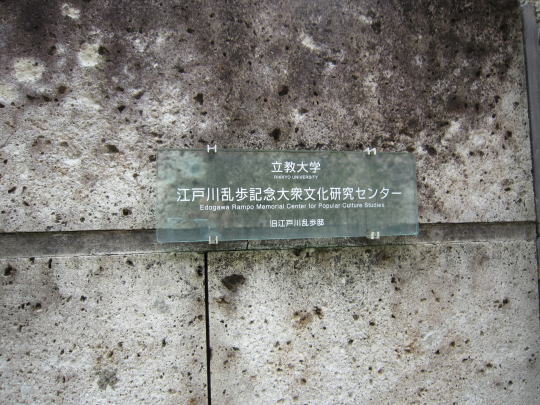 立教大学
RIKKYO UNIVERSITY
江戸川乱歩記念大衆文化研究センター
Edogawa Rampo Memorial Center for Popular Culture Studies
旧江戸川乱歩邸